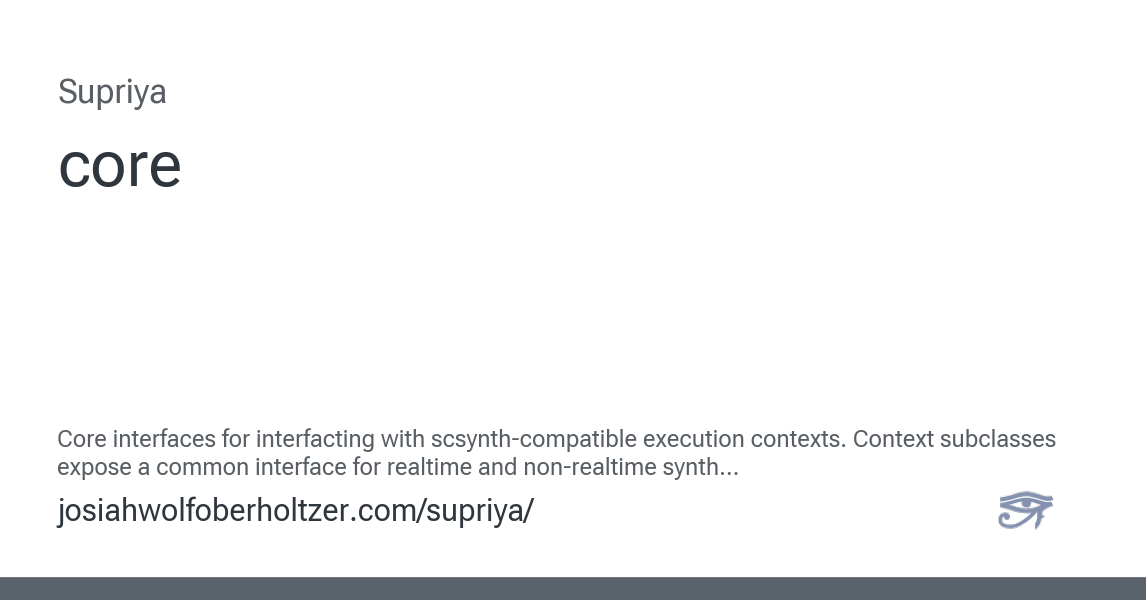 Supriya
core
Core interfaces for interfacting with scsynth-compatible execution contexts. Context subclasses
expose a common interface for realtime and non-realtime synth...
josiahwolfoberholtzer.com/supriya/